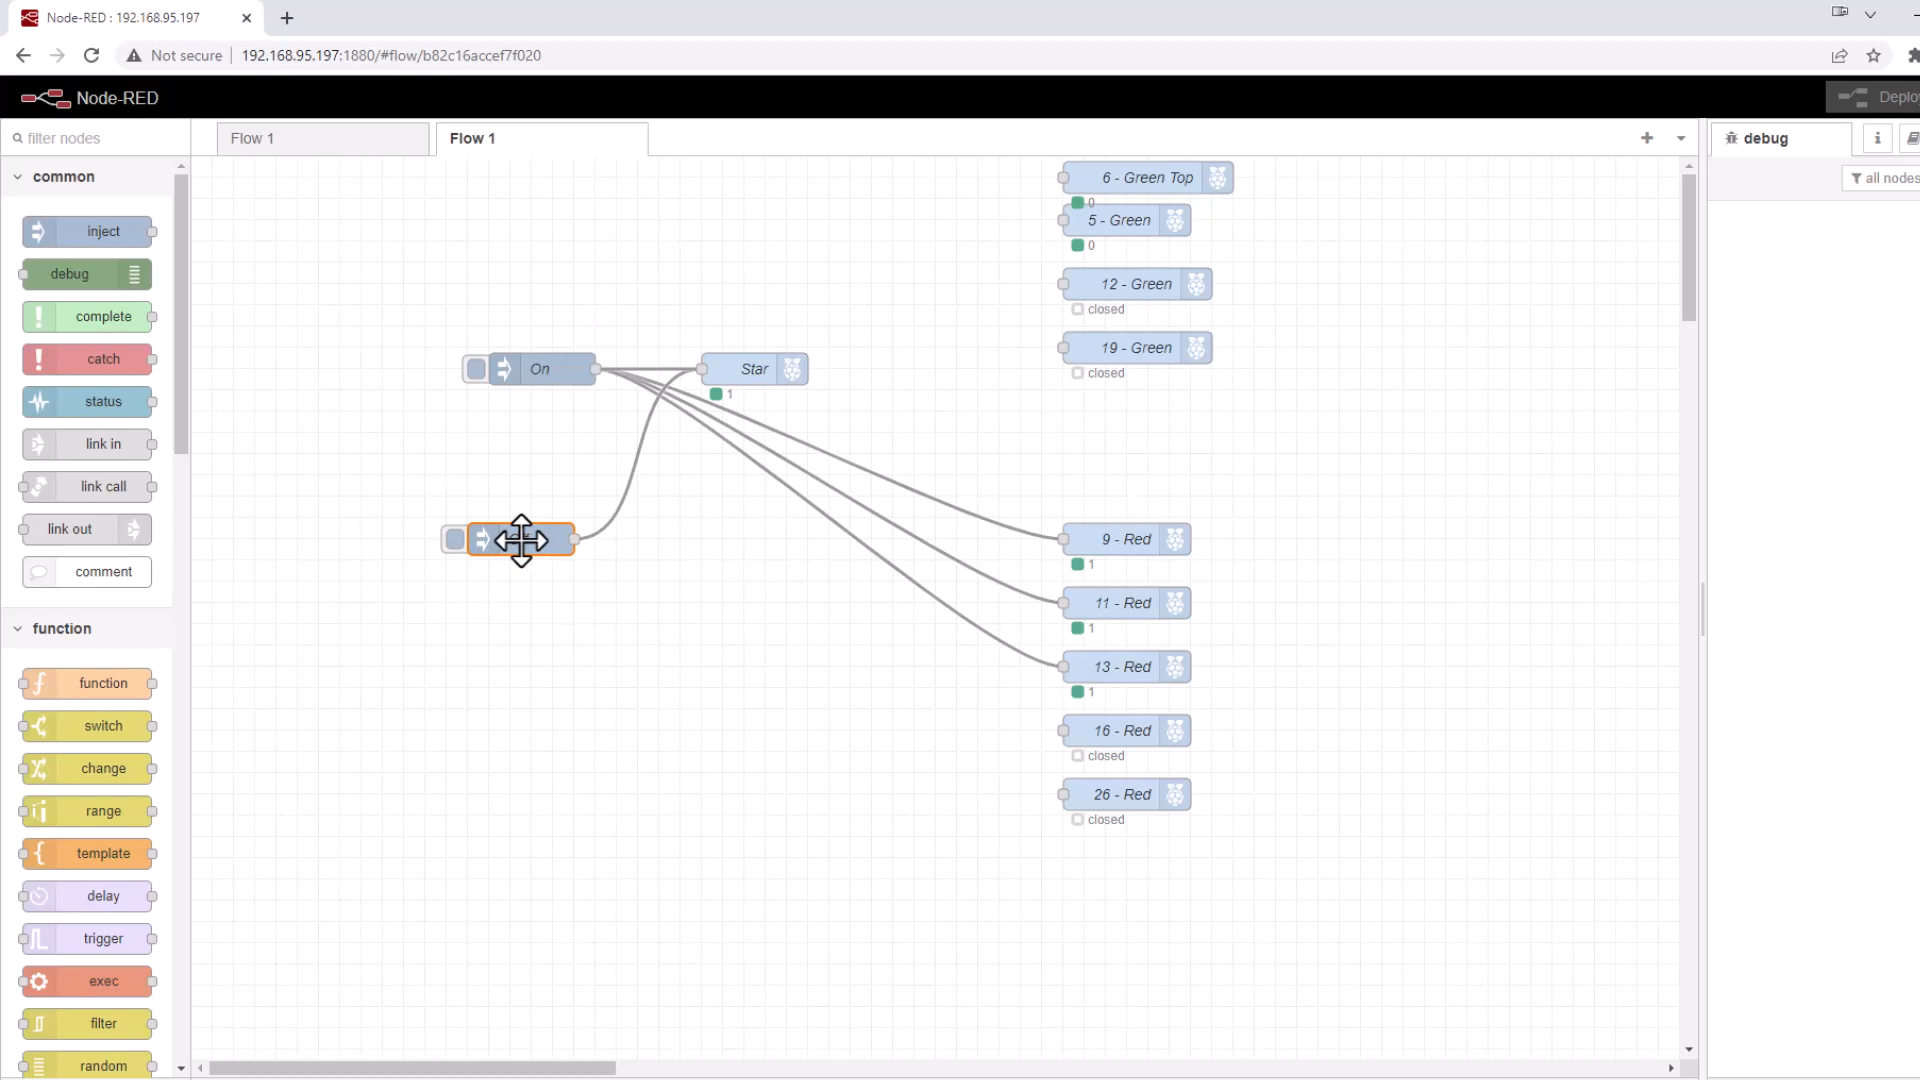 Node-RED : 192.168.95.197
Not secure
192.168.95.197:1880/#flow/b82c16accef7f020
Node-RED
Deploy
filter nodes
Flow 1
Flow 1
debug
all nodes
common
inject
debug
complete
catch
status
link in
link call
link out
comment
function
function
switch
change
range
template
delay
trigger
exec
filter
random
6 - Green Top
0
5 - Green
0
12 - Green
closed
19 - Green
closed
On
Star
1
9 - Red
1
11 - Red
1
13 - Red
1
16 - Red
closed
26 - Red
closed